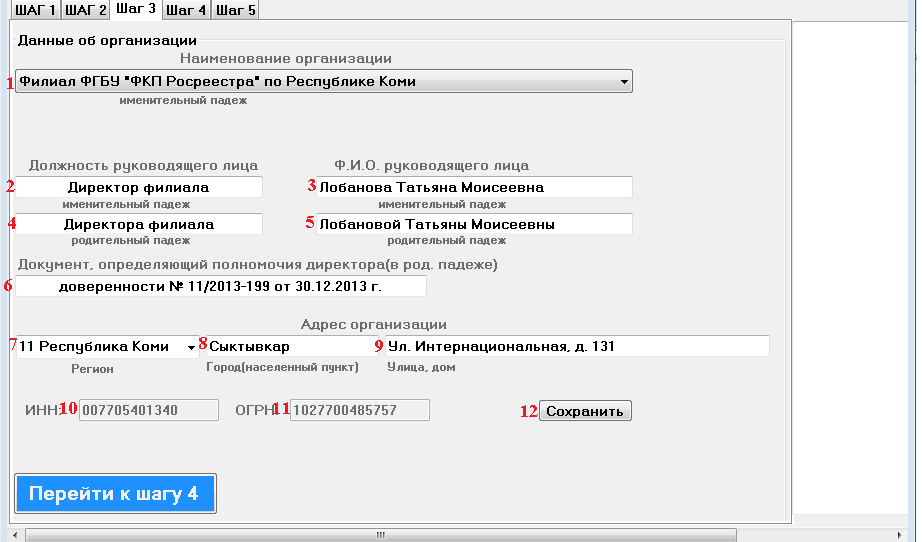 ШАГ 1 ШАГ 2 Шаг 3 Шаг 4 Шаг 5
Данные об организации
Наименование организации
1 Филиал ФГБУ "ФКП Росреестра" по Республике Коми
именительный падеж
Должность руководящего лица Ф.И.О. руководящего лица
2 Директор филиала 3 Лобанова Татьяна Моисеевна
именительный падеж именительный падеж
4 Директора филиала 5 Лобановой Татьяны Моисеевны
родительный падеж родительный падеж
Документ, определяющий полномочия директора(в род. падеже)
6 доверенности № 11/2013-199 от 30.12.2013 г.
Адрес организации
7 11 Республика Коми 8 Сыктывкар 9 Ул. Интернациональная, д. 131
Регион Город(населенный пункт) Улица, дом
ИНН: 10 007705401340 ОГРН 11 1027700485757 12 Сохранить
Перейти к шагу 4